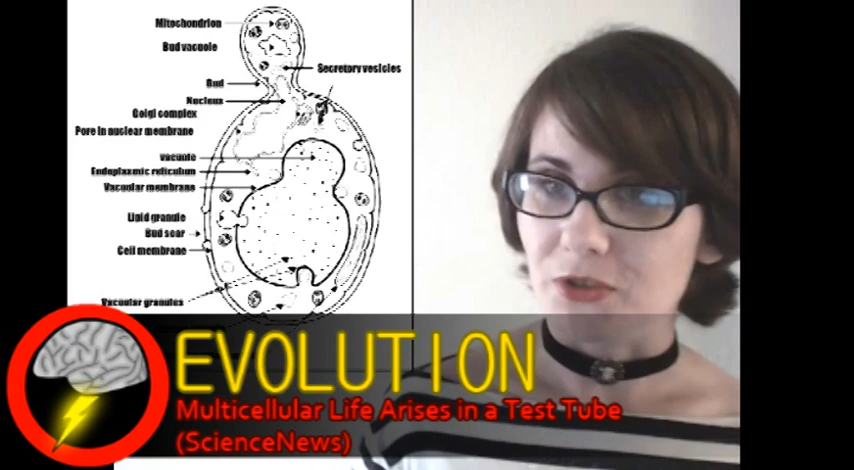 Mitochondrion
Bud vacuole
Secretory vesicles
Bud
Nucleus
Golgi complex
Pore in nuclear membrane
vacuole
Endoplasmic reticulum
Vacuolar membrane
Lipid granule
Bud scar
Cell membrane
Vacuolar granules
EVOLUTION
Multicellular Life Arises in a Test Tube
(ScienceNews)